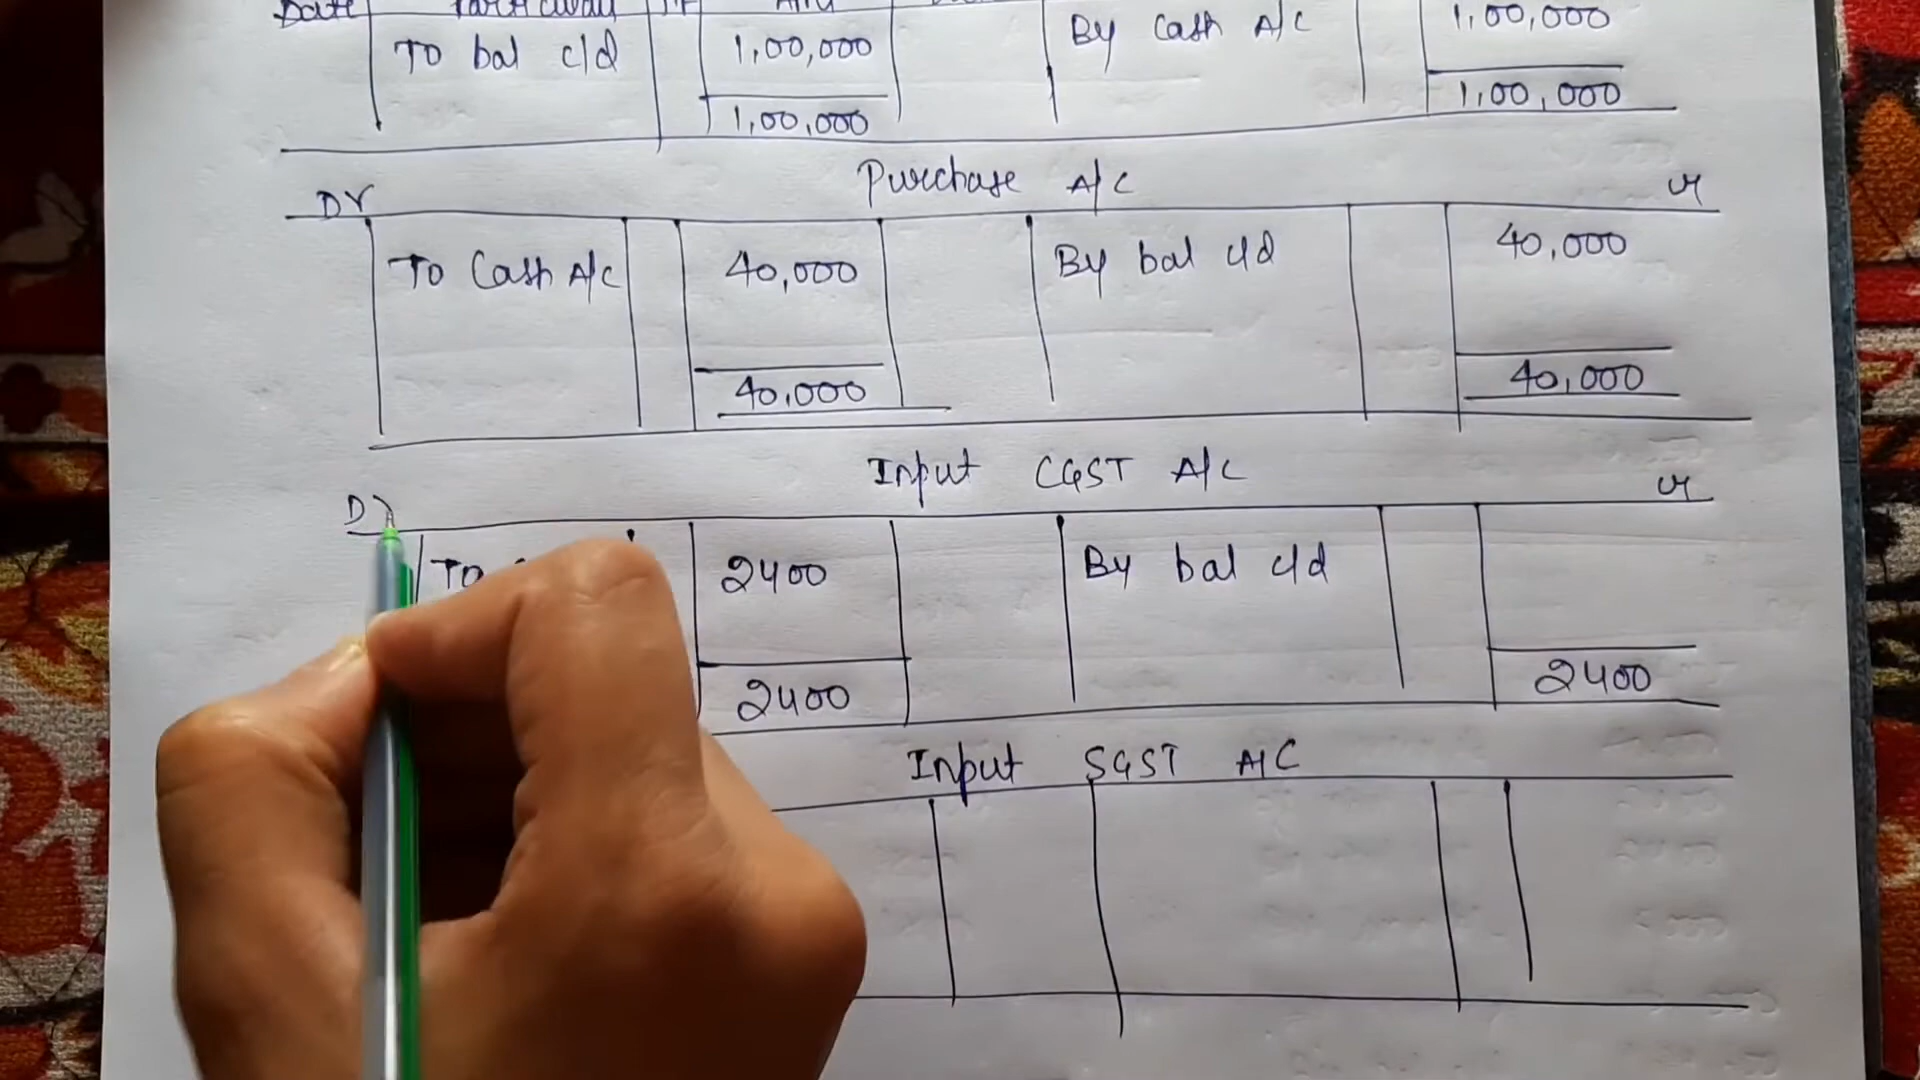 Date Particulars
To bal c/d 1,00,000 By Cash A/c 1,00,000
1,00,000 1,00,000
Purchase A/C
Dr Cr
To Cash A/c 40,000 By bal c/d 40,000
40,000 40,000
Input CGST A/C
D Cr
To 2400 By bal c/d
2400 2400
Input SGST A/C